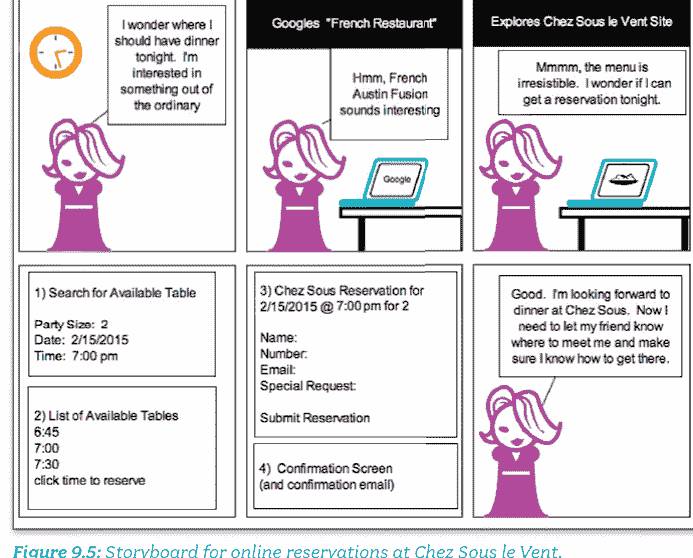 I wonder where I
should have dinner
tonight. I'm
interested in
something out of
the ordinary
Googles "French Restaurant"
Hmm, French
Austin Fusion
sounds interesting
Google
Explores Chez Sous le Vent Site
Mmmm, the menu is
irresistible. I wonder if I can
get a reservation tonight.
1) Search for Available Table
Party Size: 2
Date: 2/15/2015
Time: 7:00 pm
2) List of Available Tables
6:45
7:00
7:30
click time to reserve
3) Chez Sous Reservation for
2/15/2015 @ 7:00 pm for 2
Name:
Number:
Email:
Special Request:
Submit Reservation
4) Confirmation Screen
(and confirmation email)
Good. I'm looking forward to
dinner at Chez Sous. Now I
need to let my friend know
where to meet me and make
sure I know how to get there.
Figure 9.5: Storyboard for online reservations at Chez Sous le Vent.